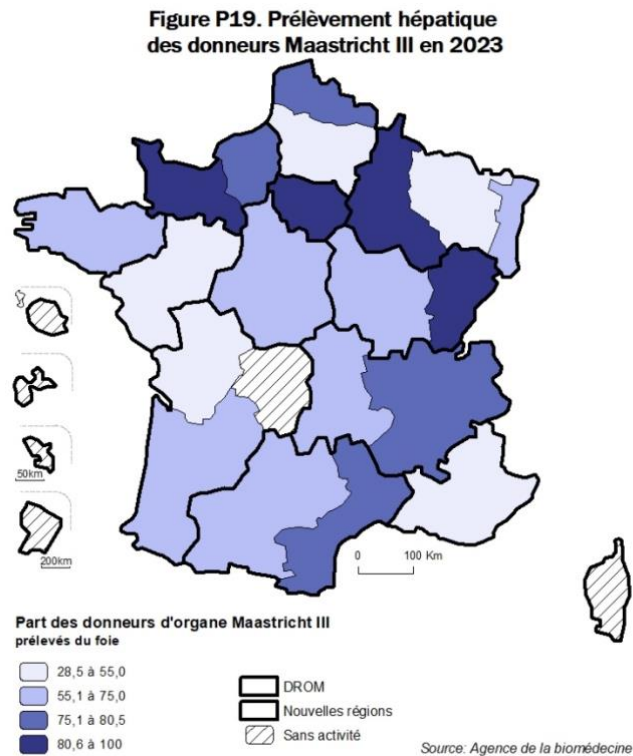 Figure P19. Prélèvement hépatique
des donneurs Maastricht III en 2023
50km
200km
0 100 Km
Part des donneurs d'organe Maastricht III
prélevés du foie
28,5 à 55,0
55,1 à 75,0
75,1 à 80,5
80,6 à 100
DROM
Nouvelles régions
Sans activité
Source: Agence de la biomédecine